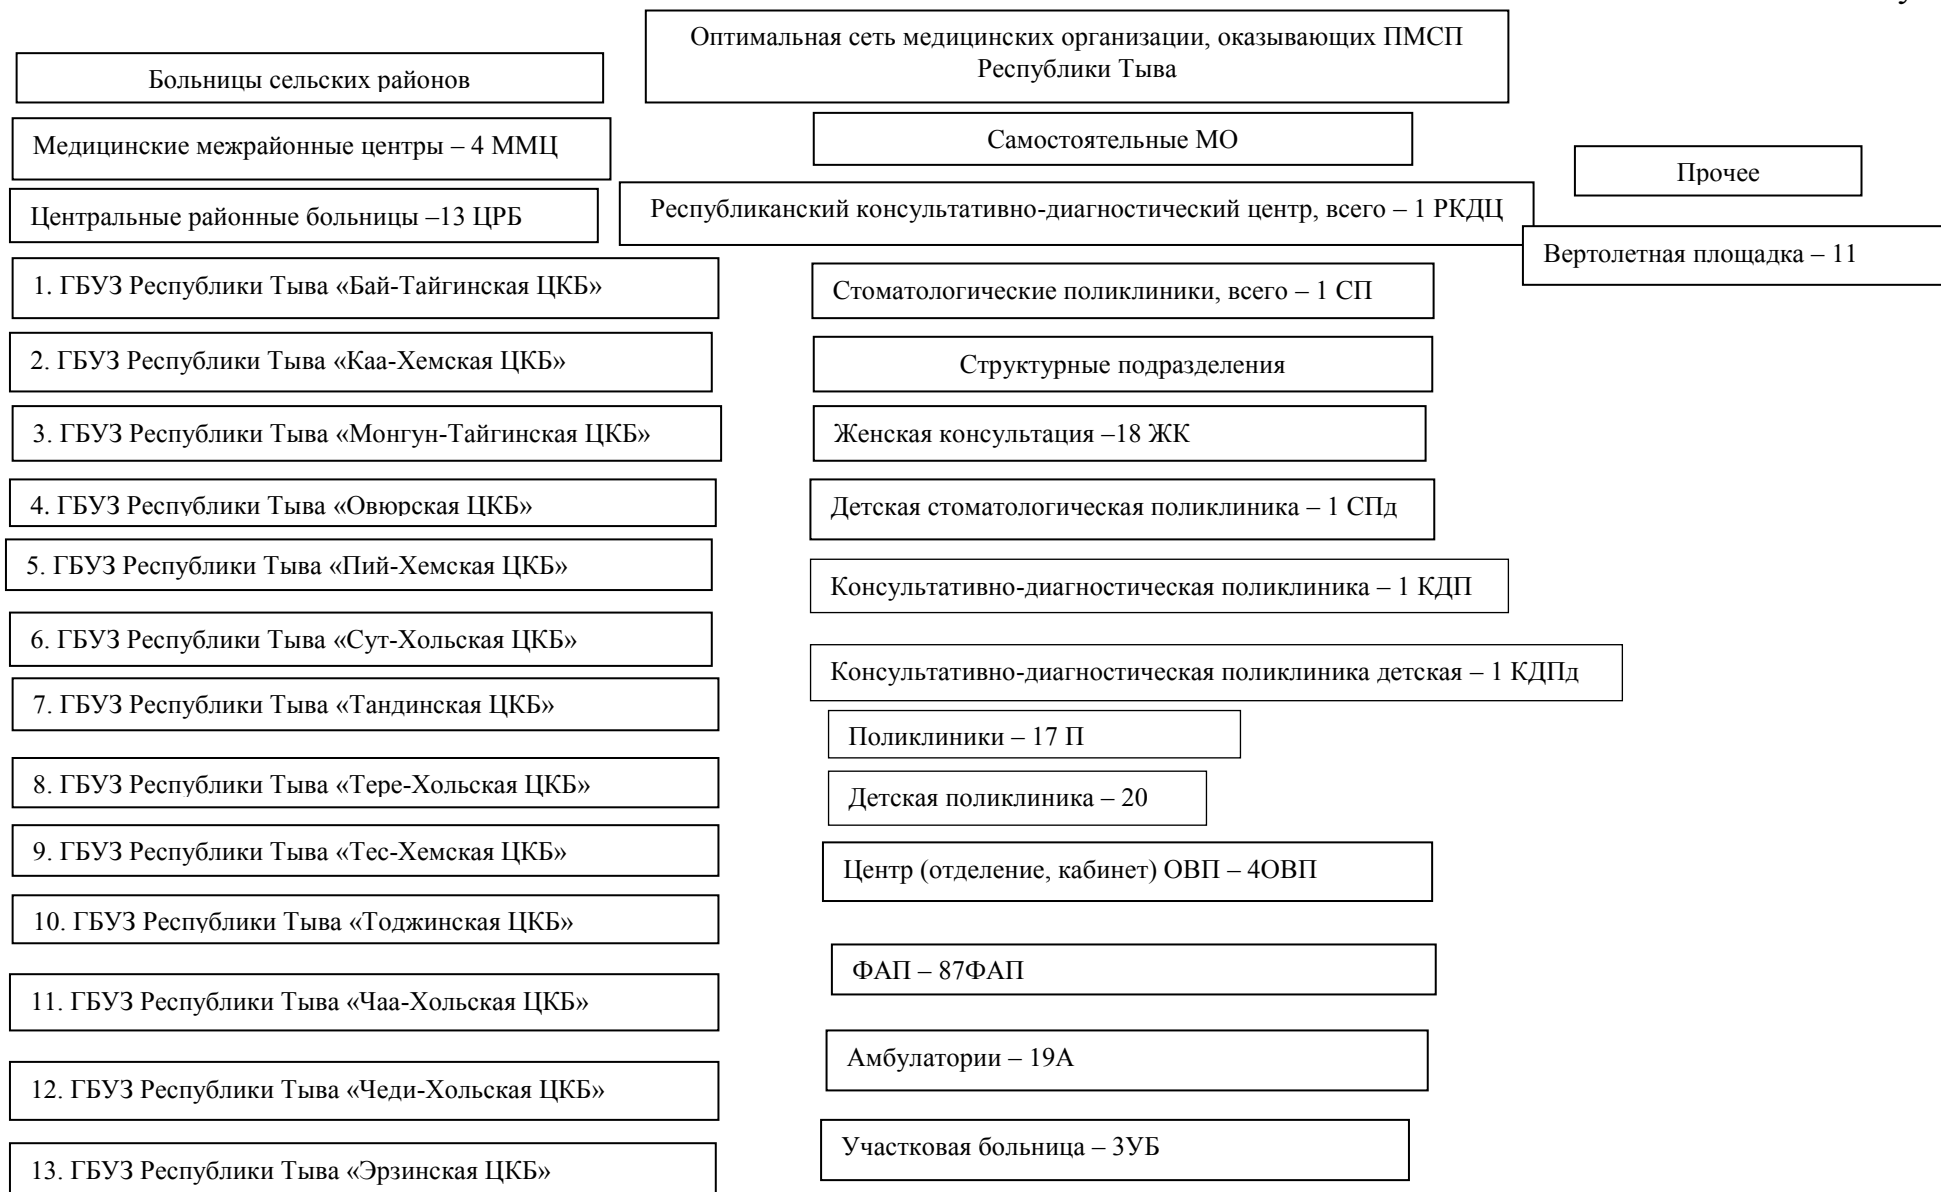 Оптимальная сеть медицинских организации, оказывающих ПМСП
Республики Тыва
Больницы сельских районов
Медицинские межрайонные центры – 4 ММЦ
Центральные районные больницы –13 ЦРБ
1. ГБУЗ Республики Тыва «Бай-Тайгинская ЦКБ»
2. ГБУЗ Республики Тыва «Каа-Хемская ЦКБ»
3. ГБУЗ Республики Тыва «Монгун-Тайгинская ЦКБ»
4. ГБУЗ Республики Тыва «Овюрская ЦКБ»
5. ГБУЗ Республики Тыва «Пий-Хемская ЦКБ»
6. ГБУЗ Республики Тыва «Сут-Хольская ЦКБ»
7. ГБУЗ Республики Тыва «Тандинская ЦКБ»
8. ГБУЗ Республики Тыва «Тере-Хольская ЦКБ»
9. ГБУЗ Республики Тыва «Тес-Хемская ЦКБ»
10. ГБУЗ Республики Тыва «Тоджинская ЦКБ»
11. ГБУЗ Республики Тыва «Чаа-Хольская ЦКБ»
12. ГБУЗ Республики Тыва «Чеди-Хольская ЦКБ»
13. ГБУЗ Республики Тыва «Эрзинская ЦКБ»
Самостоятельные МО
Республиканский консультативно-диагностический центр, всего – 1 РКДЦ
Стоматологические поликлиники, всего – 1 СП
Структурные подразделения
Женская консультация –18 ЖК
Детская стоматологическая поликлиника – 1 СПд
Консультативно-диагностическая поликлиника – 1 КДП
Консультативно-диагностическая поликлиника детская – 1 КДПд
Поликлиники – 17 П
Детская поликлиника – 20
Центр (отделение, кабинет) ОВП – 4ОВП
ФАП – 87ФАП
Амбулатории – 19А
Участковая больница – 3УБ
Прочее
Вертолетная площадка – 11